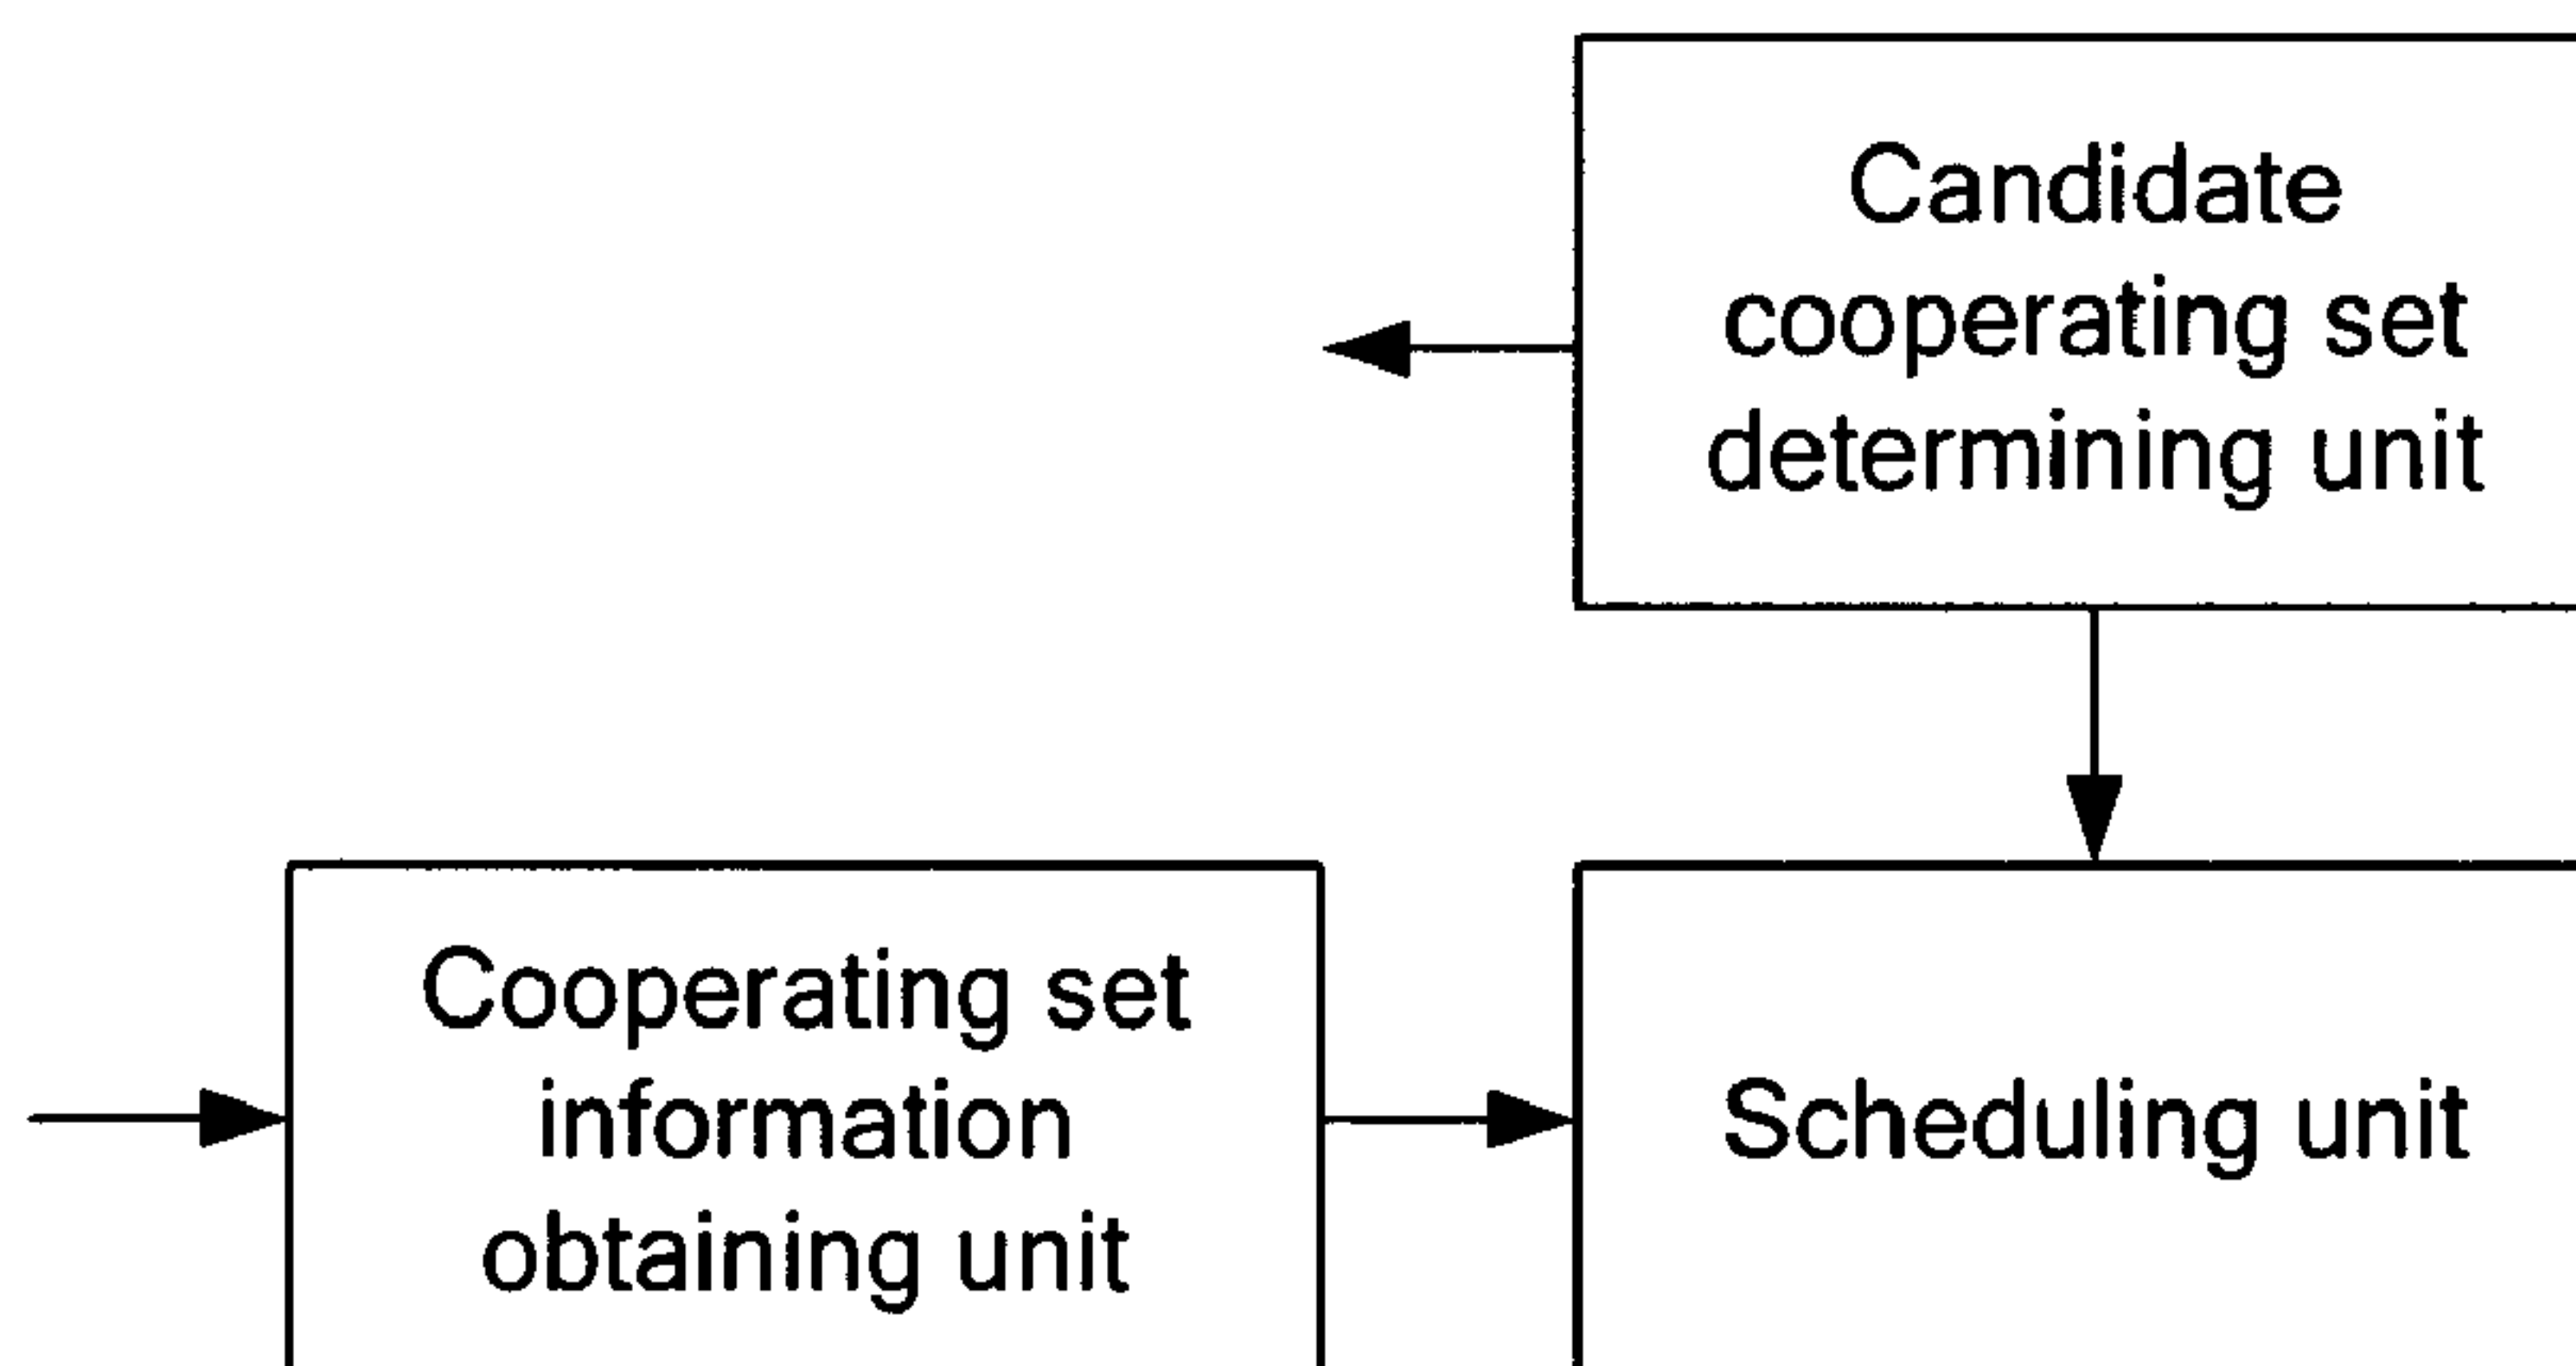 Candidate
cooperating set
determining unit
Cooperating set
information
obtaining unit
Scheduling unit